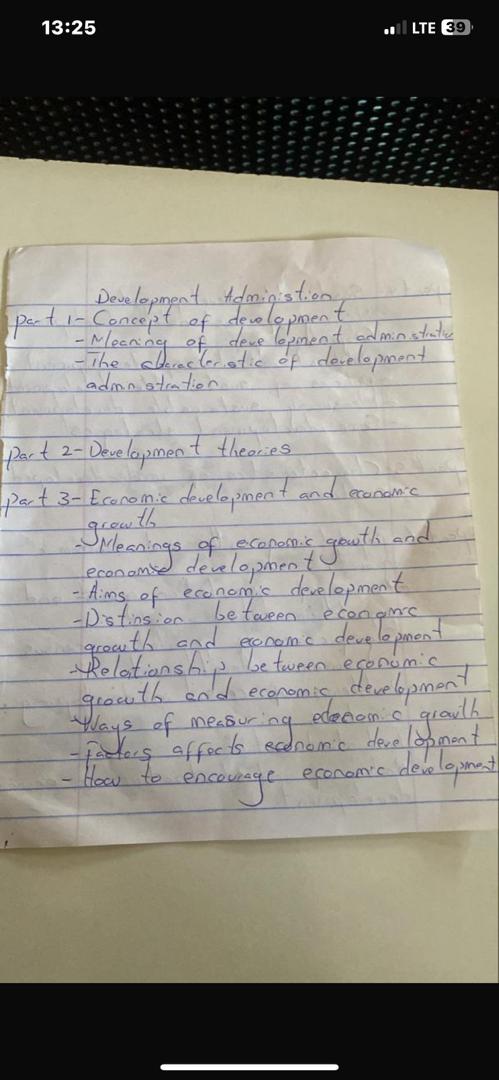 13:25 LTE 39
Development Administion
part 1- Concept of development
- Meaning of development administrative
- The characteristic of development
admnistration
part 2- Development theories
part 3- Economic development and economic
growth
- Meanings of economic gowth and
economic development
- Aims of economic development
- Distinsion between economic
growth and economic development
- Relationship between economic
growth and economic development
- Ways of measuring economic growth
- Factors affects economic development
- How to encourage economic development